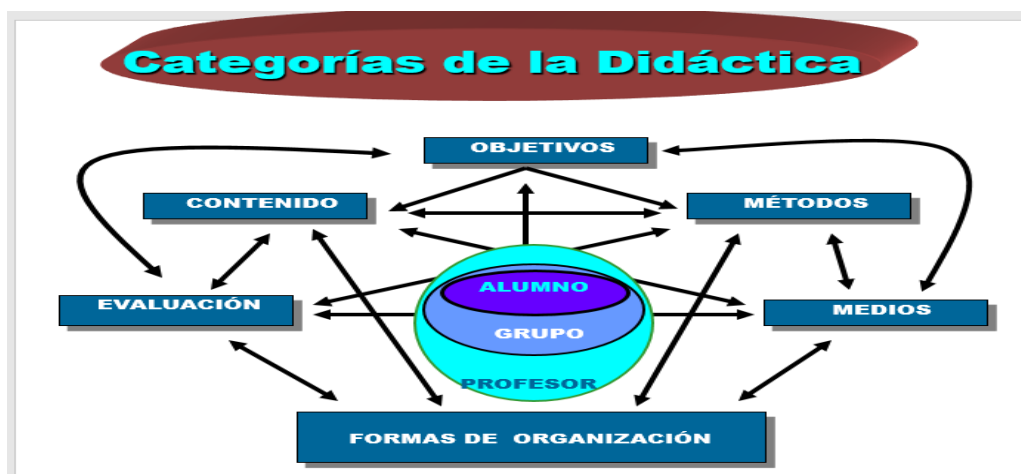 Categorías de la Didáctica
OBJETIVOS
CONTENIDO
MÉTODOS
EVALUACIÓN
ALUMNO
GRUPO
PROFESOR
MEDIOS
FORMAS DE ORGANIZACIÓN